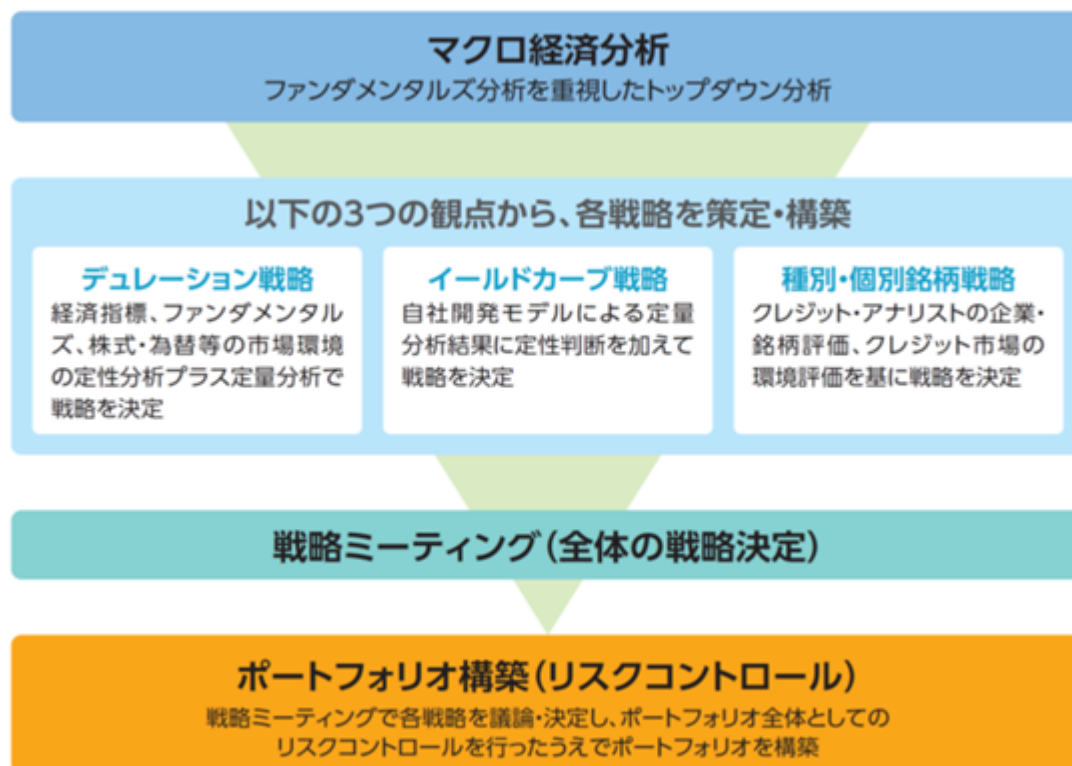 マクロ経済分析
ファンダメンタルズ分析を重視したトップダウン分析
以下の3つの観点から、各戦略を策定・構築
デュレーション戦略
経済指標、ファンダメンタル
ズ、株式・為替等の市場環境
の定性分析プラス定量分析で
戦略を決定
イールドカーブ戦略
自社開発モデルによる定量
分析結果に定性判断を加えて
戦略を決定
種別・個別銘柄戦略
クレジット・アナリストの企業・
銘柄評価、クレジット市場の
環境評価を基に戦略を決定
戦略ミーティング(全体の戦略決定)
ポートフォリオ構築(リスクコントロール)
戦略ミーティングで各戦略を議論・決定し、ポートフォリオ全体としての
リスクコントロールを行ったうえでポートフォリオを構築